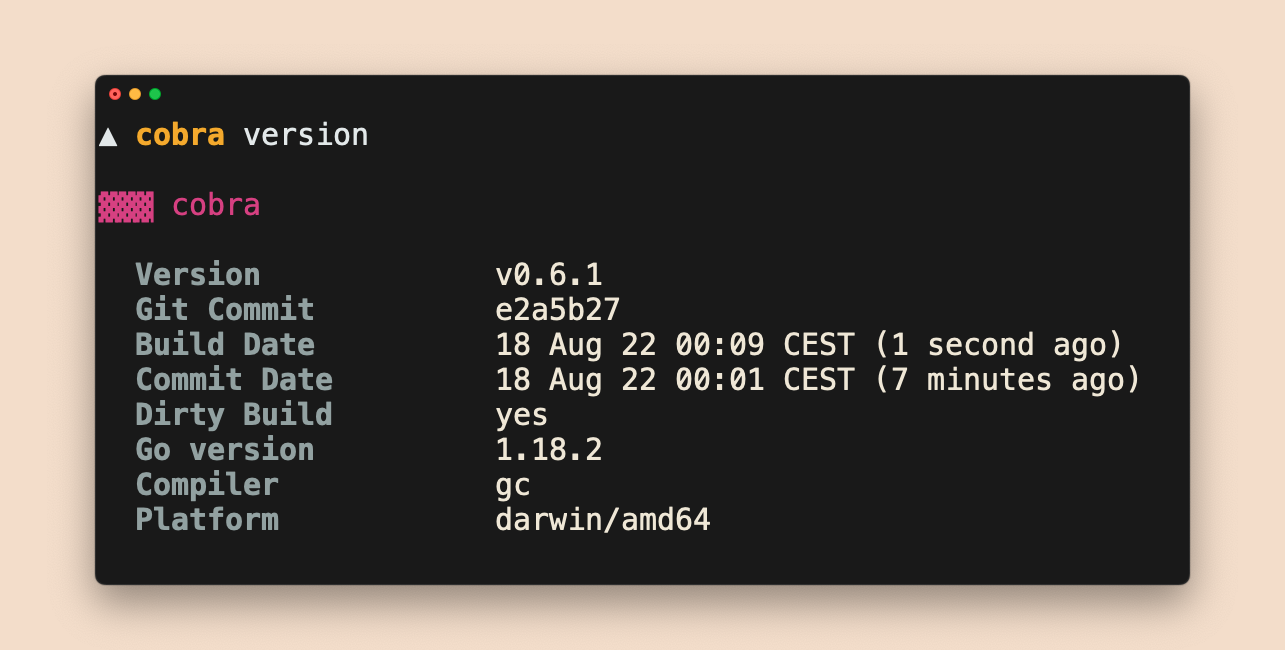 ▲ cobra version
▓▓▓ cobra
Version v0.6.1
Git Commit e2a5b27
Build Date 18 Aug 22 00:09 CEST (1 second ago)
Commit Date 18 Aug 22 00:01 CEST (7 minutes ago)
Dirty Build yes
Go version 1.18.2
Compiler gc
Platform darwin/amd64